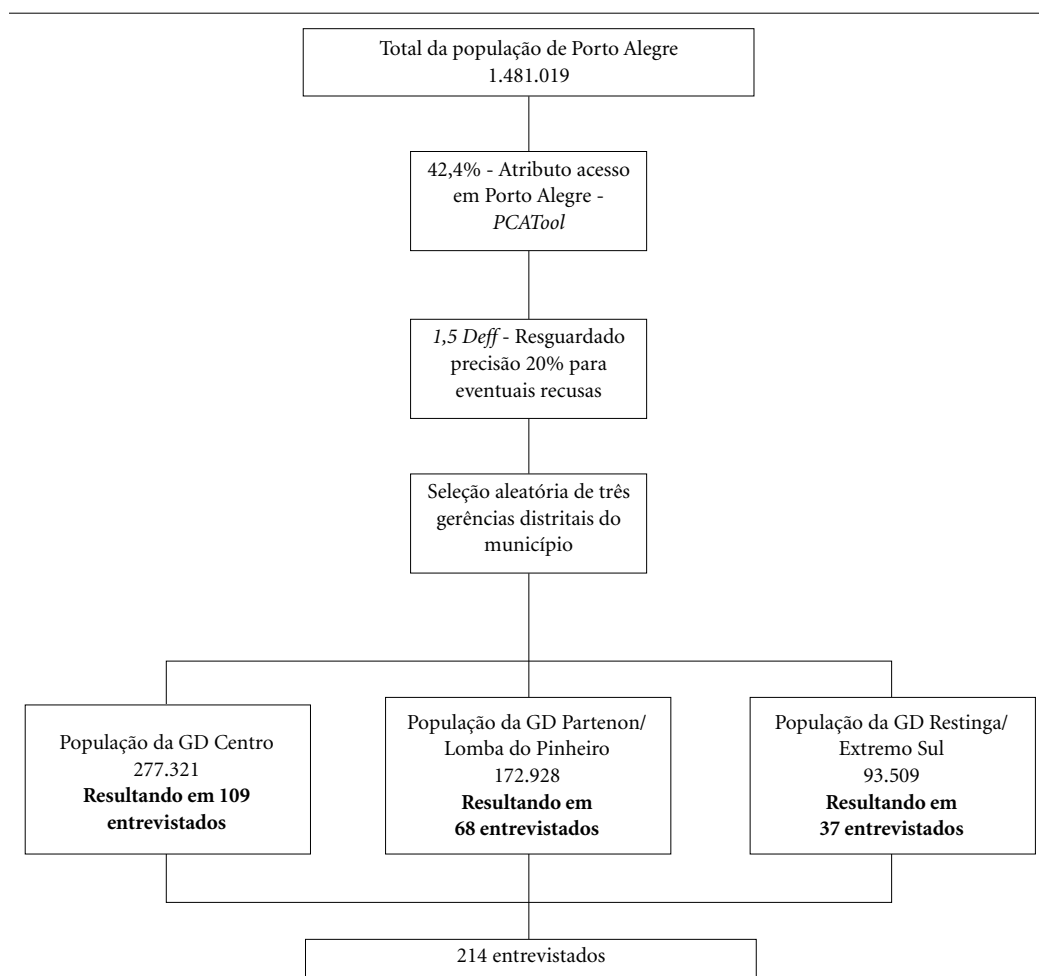 Total da população de Porto Alegre
1.481.019
42,4% - Atributo acesso
em Porto Alegre -
PCATool
1,5 Deff - Resguardado
precisão 20% para
eventuais recusas
Seleção aleatória de três
gerências distritais do
município
População da GD Centro
277.321
Resultando em 109
entrevistados
População da GD Partenon/
Lomba do Pinheiro
172.928
Resultando em
68 entrevistados
População da GD Restinga/
Extremo Sul
93.509
Resultando em
37 entrevistados
214 entrevistados